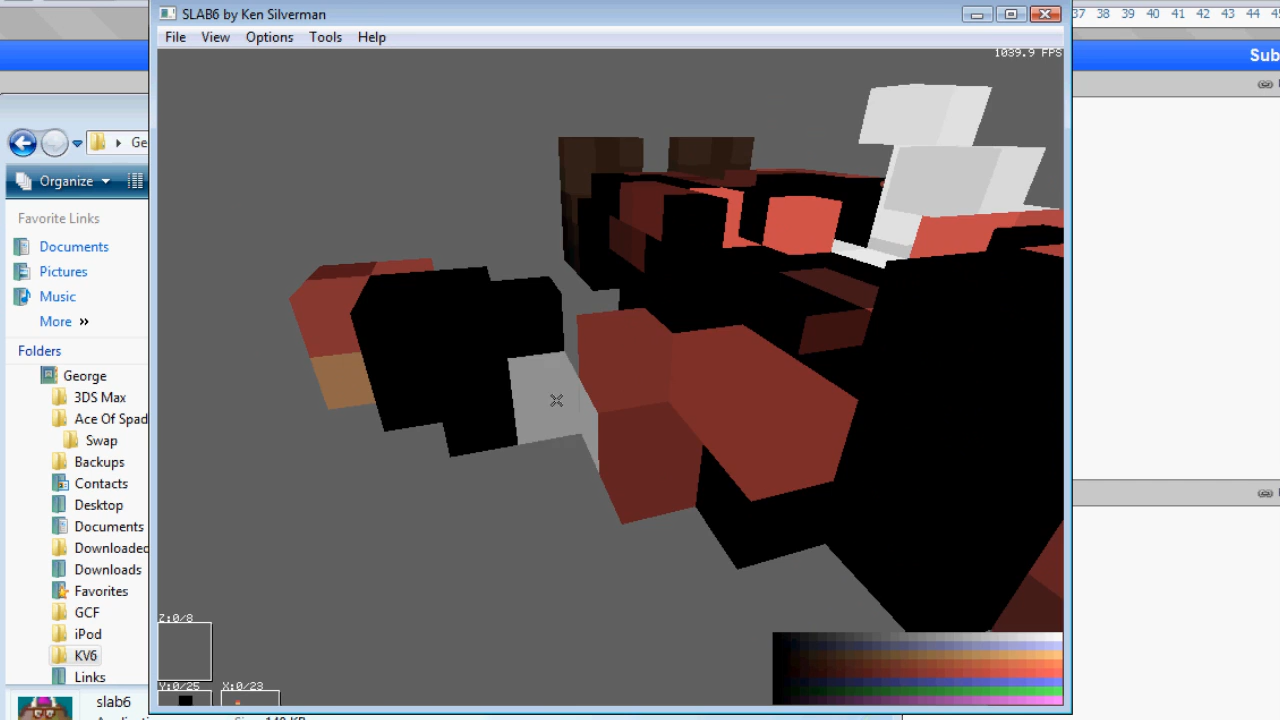 SLAB6 by Ken Silverman
37 38 39 40 41 42 43 44
File View Options Tools Help
1039.9 FPS
Sub
Ge
Organize
Favorite Links
Documents
Pictures
Music
More »
Folders
George
3DS Max
Ace Of Spad
Swap
Backups
Contacts
Desktop
Documents
Downloaded
Downloads
Favorites
GCF
iPod
KV6
Links
Z:0/8
Y:0/25 X:0/23
slab6